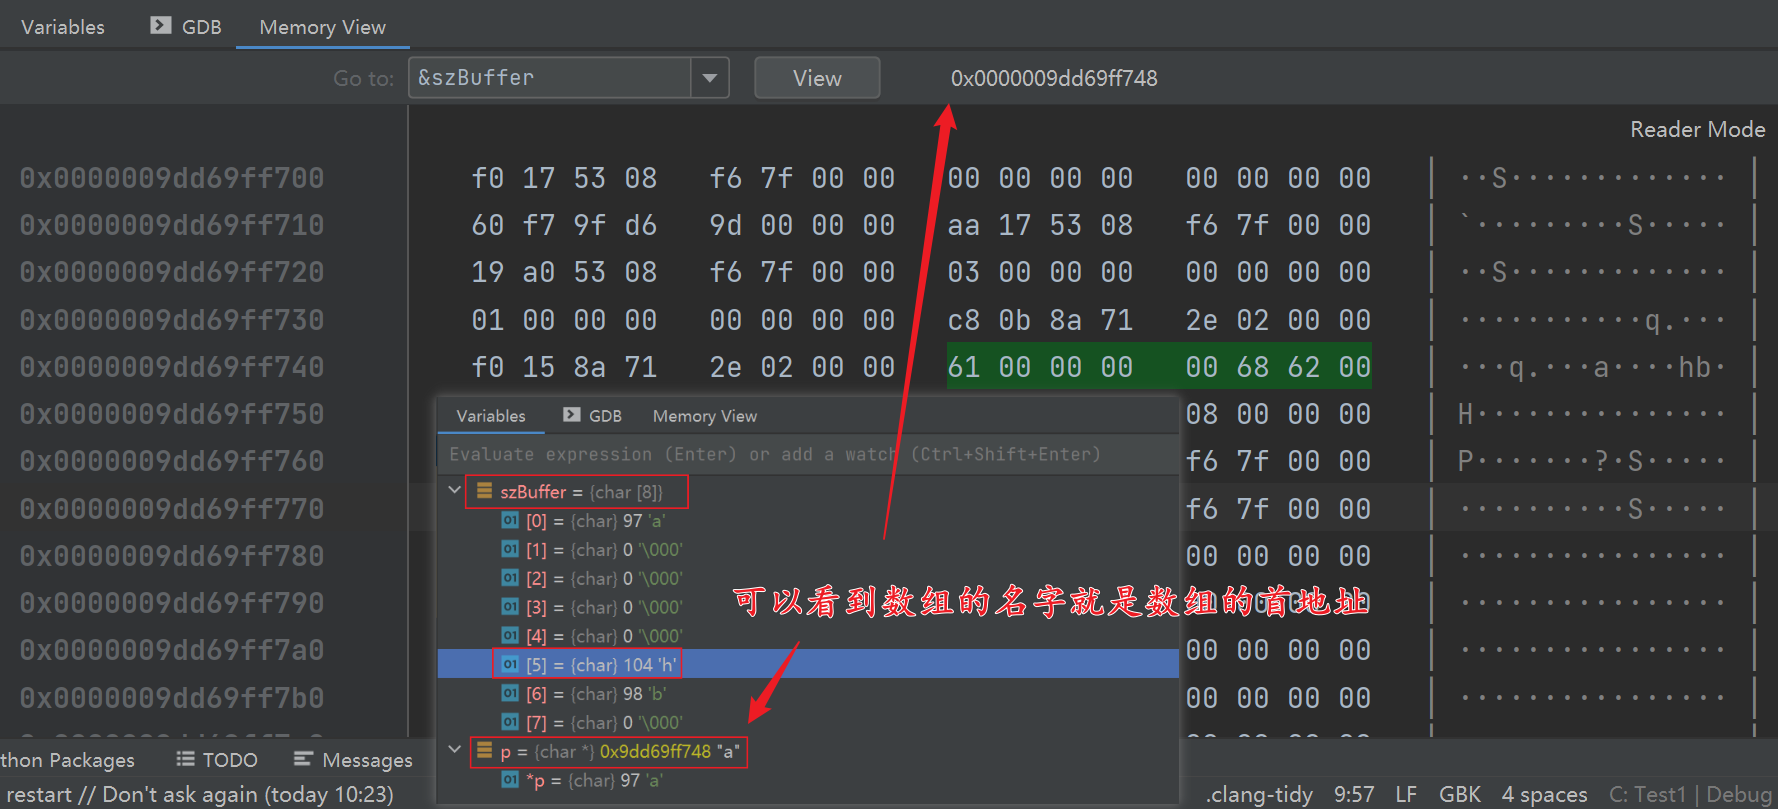 Variables GDB Memory View
Go to: &szBuffer View 0x0000009dd69ff748
Reader Mode
0x0000009dd69ff700 f0 17 53 08 f6 7f 00 00 00 00 00 00 00 00 00 00 ··S·············
0x0000009dd69ff710 60 f7 9f d6 9d 00 00 00 aa 17 53 08 f6 7f 00 00 `·········S·····
0x0000009dd69ff720 19 a0 53 08 f6 7f 00 00 03 00 00 00 00 00 00 00 ··S·············
0x0000009dd69ff730 01 00 00 00 00 00 00 00 c8 0b 8a 71 2e 02 00 00 ···········q.···
0x0000009dd69ff740 f0 15 8a 71 2e 02 00 00 61 00 00 00 00 68 62 00 ···q.···a····hb·
0x0000009dd69ff750 08 00 00 00 H···············
0x0000009dd69ff760 f6 7f 00 00 P·······?·S·····
0x0000009dd69ff770 f6 7f 00 00 ··········S·····
0x0000009dd69ff780 00 00 00 00 ················
0x0000009dd69ff790 ················
0x0000009dd69ff7a0 00 00 00 00 ················
0x0000009dd69ff7b0 00 00 00 00 ················
Variables GDB Memory View
Evaluate expression (Enter) or add a watch (Ctrl+Shift+Enter)
szBuffer = {char [8]}
[0] = {char} 97 'a'
[1] = {char} 0 '\000'
[2] = {char} 0 '\000'
[3] = {char} 0 '\000'
[4] = {char} 0 '\000'
[5] = {char} 104 'h'
[6] = {char} 98 'b'
[7] = {char} 0 '\000'
p = {char *} 0x9dd69ff748 "a"
*p = {char} 97 'a'
可以看到数组的名字就是数组的首地址
thon Packages TODO Messages
restart // Don't ask again (today 10:23) .clang-tidy 9:57 LF GBK 4 spaces C: Test1 | Debug